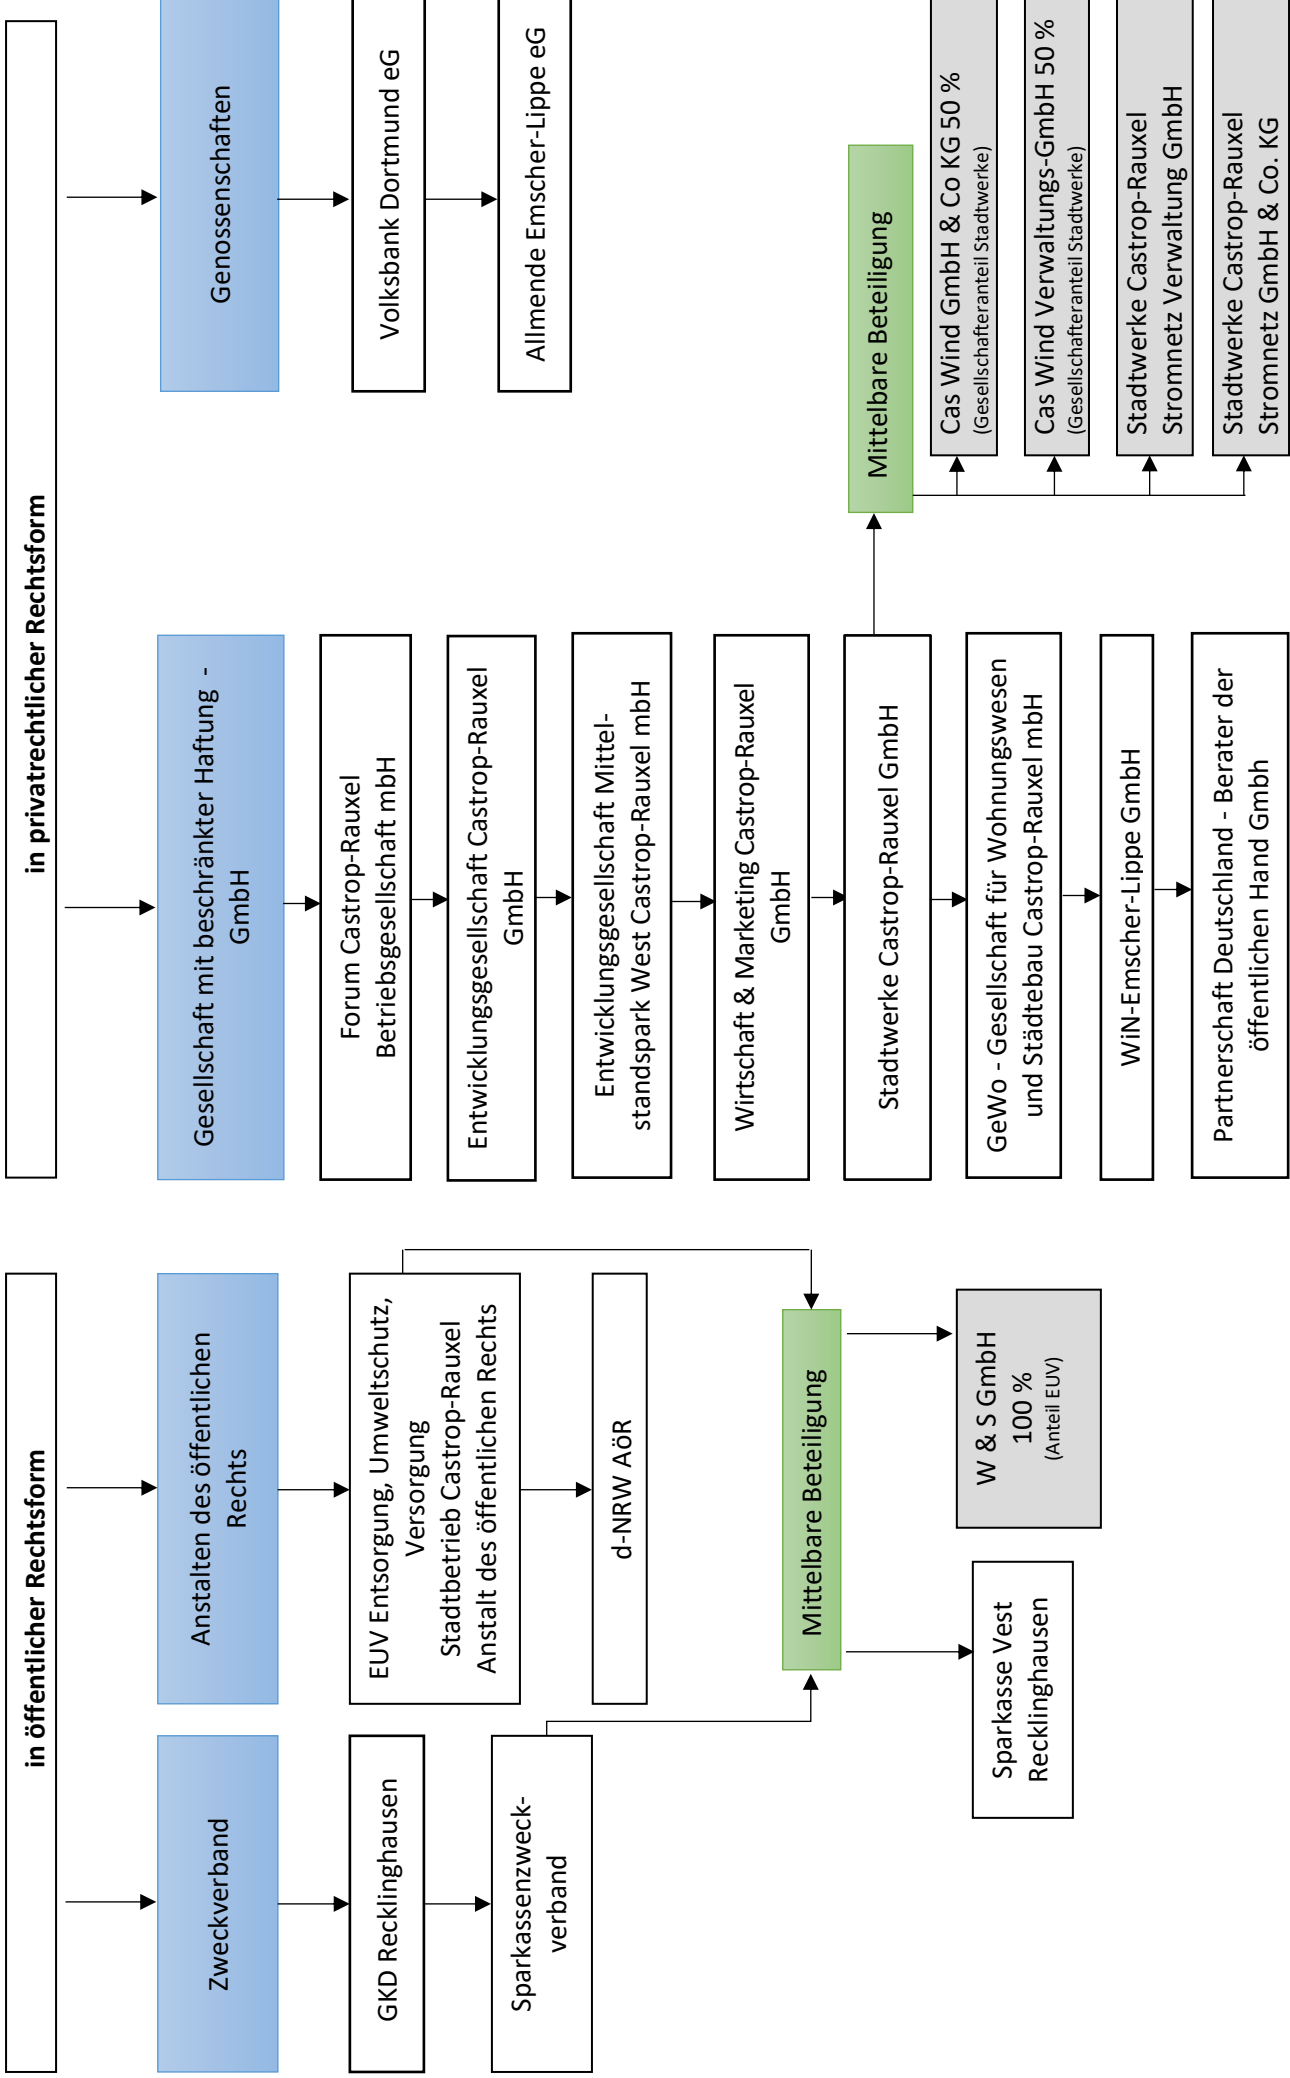 in öffentlicher Rechtsform
Zweckverband
GKD Recklinghausen
Sparkassenzweck-
verband
Anstalten des öffentlichen
Rechts
EUV Entsorgung, Umweltschutz,
Versorgung
Stadtbetrieb Castrop-Rauxel
Anstalt des öffentlichen Rechts
d-NRW AöR
Mittelbare Beteiligung
Sparkasse Vest
Recklinghausen
W & S GmbH
100 %
(Anteil EUV)
in privatrechtlicher Rechtsform
Gesellschaft mit beschränkter Haftung -
GmbH
Forum Castrop-Rauxel
Betriebsgesellschaft mbH
Entwicklungsgesellschaft Castrop-Rauxel
GmbH
Entwicklungsgesellschaft Mittel-
standspark West Castrop-Rauxel mbH
Wirtschaft & Marketing Castrop-Rauxel
GmbH
Stadtwerke Castrop-Rauxel GmbH
GeWo - Gesellschaft für Wohnungswesen
und Städtebau Castrop-Rauxel mbH
WiN-Emscher-Lippe GmbH
Partnerschaft Deutschland - Berater der
öffentlichen Hand Gmbh
Genossenschaften
Volksbank Dortmund eG
Allmende Emscher-Lippe eG
Mittelbare Beteiligung
Cas Wind GmbH & Co KG 50 %
(Gesellschafteranteil Stadtwerke)
Cas Wind Verwaltungs-GmbH 50 %
(Gesellschafteranteil Stadtwerke)
Stadtwerke Castrop-Rauxel
Stromnetz Verwaltung GmbH
Stadtwerke Castrop-Rauxel
Stromnetz GmbH & Co. KG